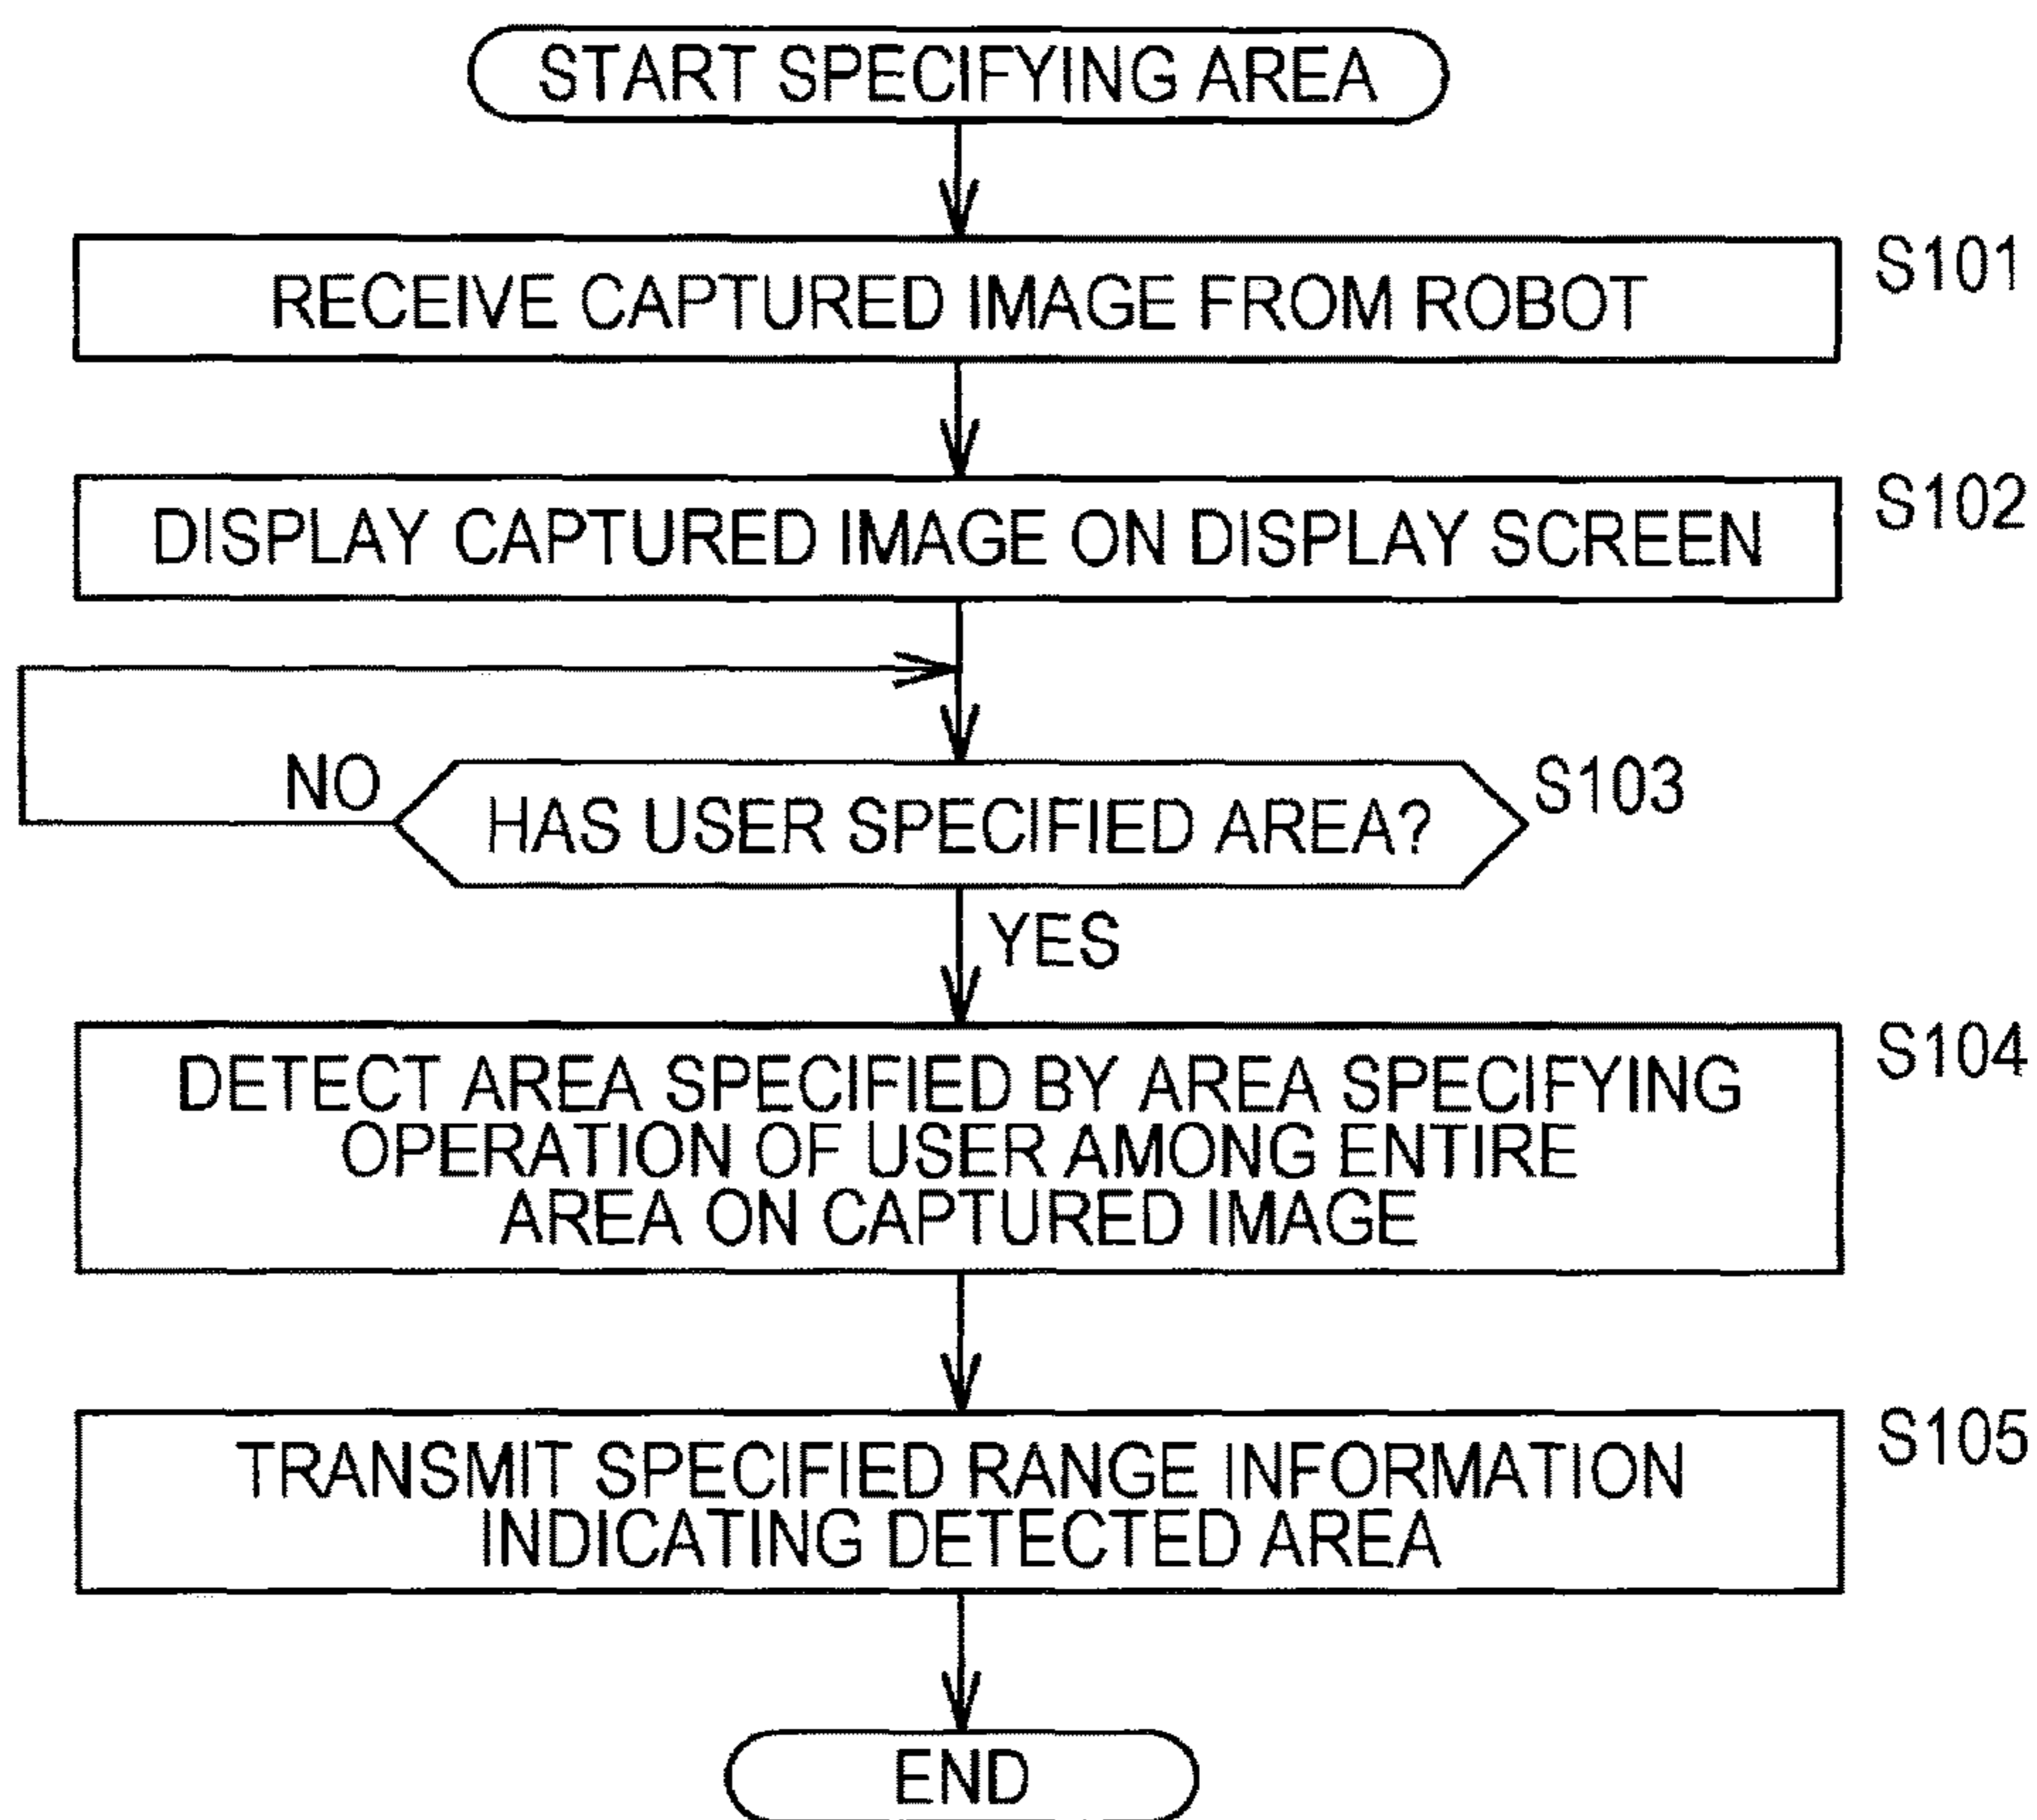 START SPECIFYING AREA
S101
RECEIVE CAPTURED IMAGE FROM ROBOT
S102
DISPLAY CAPTURED IMAGE ON DISPLAY SCREEN
NO
S103
HAS USER SPECIFIED AREA?
YES
S104
DETECT AREA SPECIFIED BY AREA SPECIFYING
OPERATION OF USER AMONG ENTIRE
AREA ON CAPTURED IMAGE
S105
TRANSMIT SPECIFIED RANGE INFORMATION
INDICATING DETECTED AREA
END